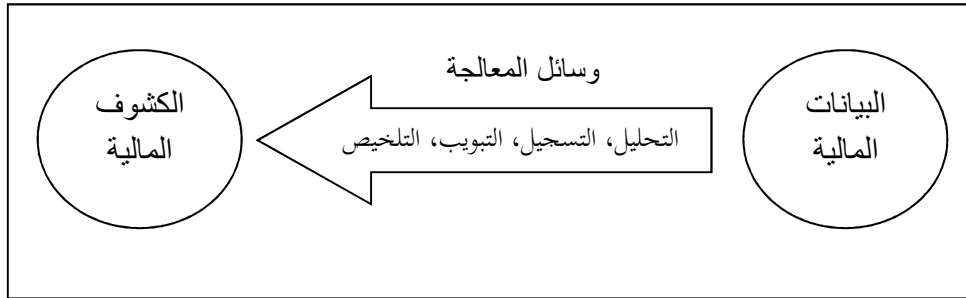 وسائل المعالجة
البيانات
المالية
التحليل، التسجيل، التبويب، التلخيص
الكشوف
المالية